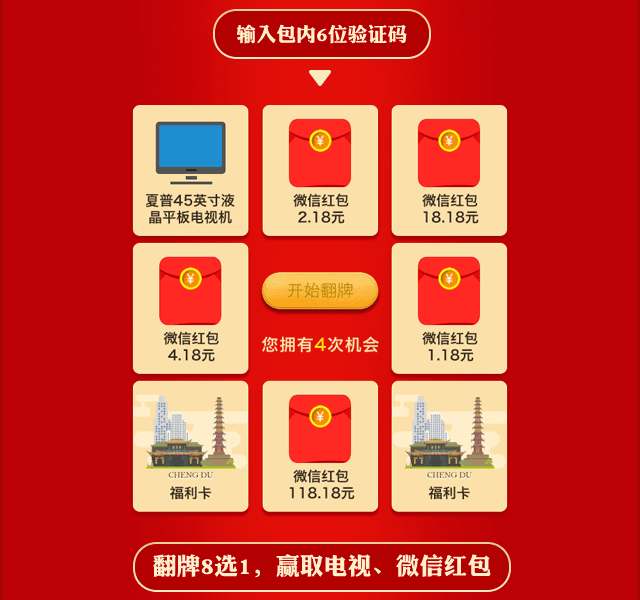 输入包内6位验证码
夏普45英寸液
晶平板电视机
¥
微信红包
2.18元
¥
微信红包
18.18元
¥
微信红包
4.18元
开始翻牌
您拥有4次机会
¥
微信红包
1.18元
CHENG DU
福利卡
¥
微信红包
118.18元
CHENG DU
福利卡
翻牌8选1，赢取电视、微信红包